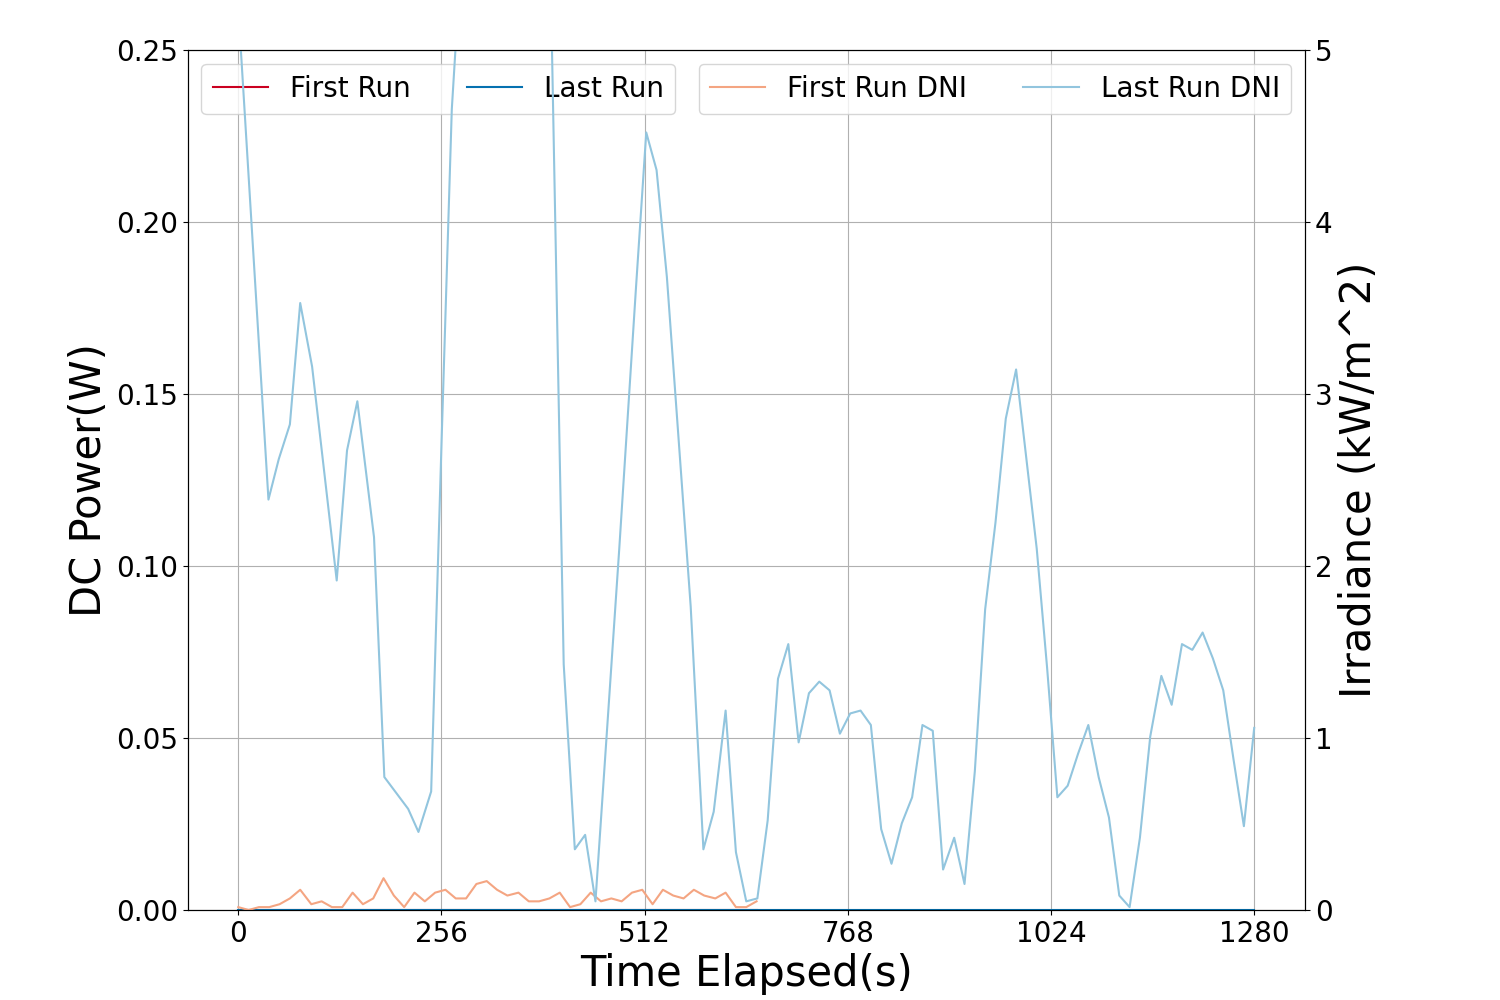 First Run
Last Run
First Run DNI
Last Run DNI
0.25
0.20
0.15
0.10
0.05
0.00
DC Power(W)
5
4
3
2
1
0
Irradiance (kW/m^2)
0
256
512
768
1024
1280
Time Elapsed(s)